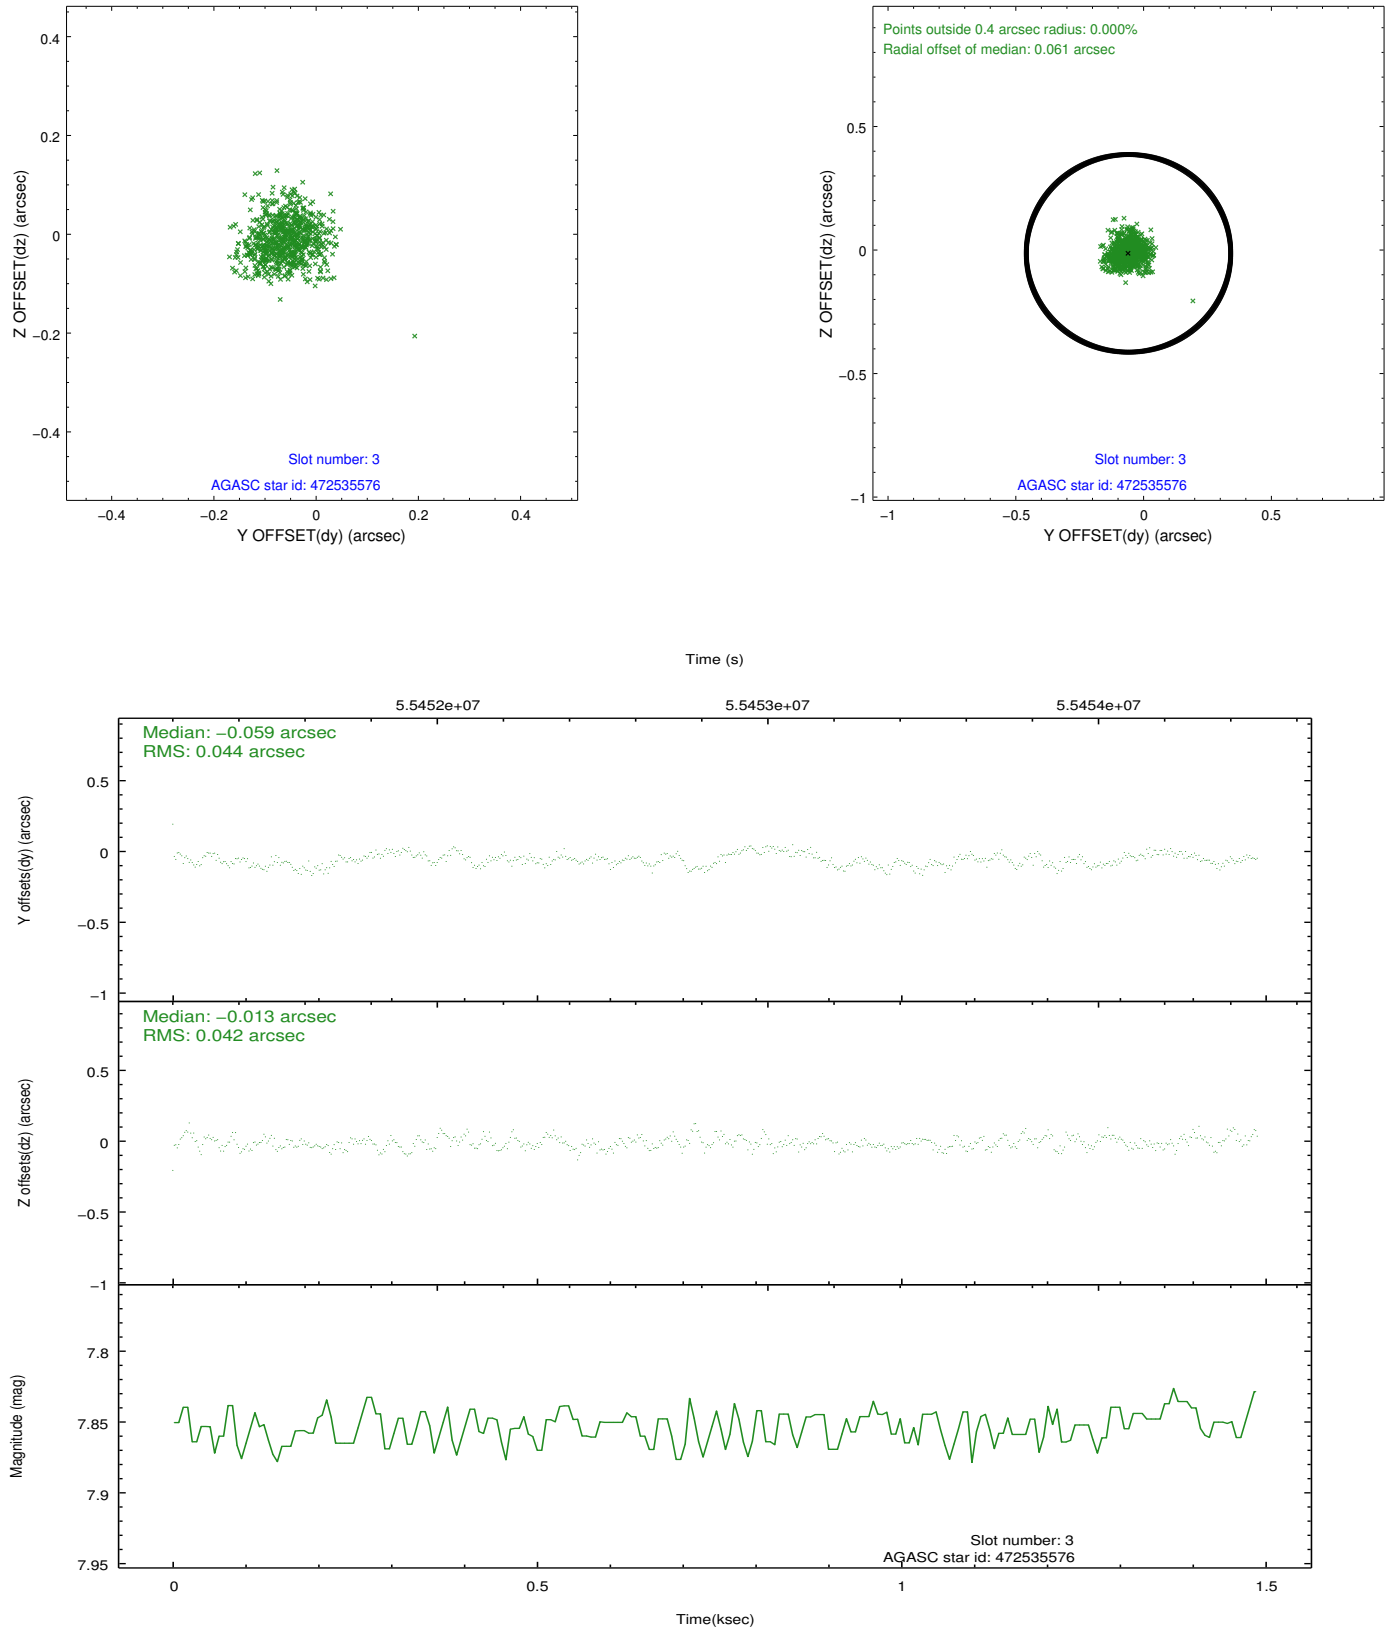 0.4
0.2
0
−0.2
−0.4
Z OFFSET(dz) (arcsec)
Slot number: 3
AGASC star id: 472535576
−0.4
−0.2
0
0.2
0.4
Y OFFSET(dy) (arcsec)
Points outside 0.4 arcsec radius: 0.000%
Radial offset of median: 0.061 arcsec
0.5
0
−0.5
−1
Z OFFSET(dz) (arcsec)
Slot number: 3
AGASC star id: 472535576
−1
−0.5
0
0.5
Y OFFSET(dy) (arcsec)
Time (s)
5.5452e+07
5.5453e+07
5.5454e+07
Median: −0.059 arcsec
RMS: 0.044 arcsec
0.5
0
−0.5
−1
Y offsets(dy) (arcsec)
Median: −0.013 arcsec
RMS: 0.042 arcsec
0.5
0
−0.5
−1
Z offsets(dz) (arcsec)
7.8
7.85
7.9
7.95
Magnitude (mag)
Slot number: 3
AGASC star id: 472535576
0
0.5
1
1.5
Time(ksec)